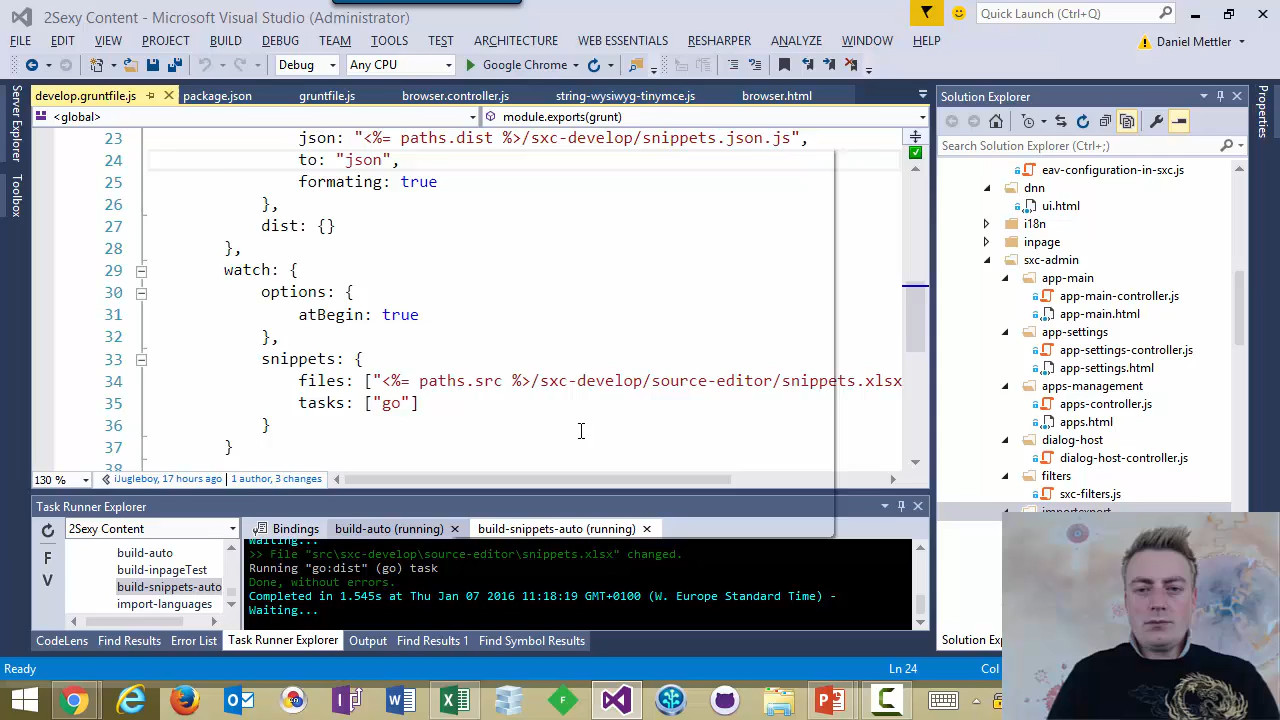 2Sexy Content - Microsoft Visual Studio (Administrator)
Quick Launch (Ctrl+Q)
FILE EDIT VIEW PROJECT BUILD DEBUG TEAM TOOLS TEST ARCHITECTURE WEB ESSENTIALS RESHARPER ANALYZE WINDOW HELP
Daniel Mettler
Debug Any CPU Google Chrome
develop.gruntfile.js package.json gruntfile.js browser.controller.js string-wysiwyg-tinymce.js browser.html
<global> module.exports(grunt)
23 json: "<%= paths.dist %>/sxc-develop/snippets.json.js",
24 to: "json",
25 formating: true
26 },
27 dist: {}
28 },
29 watch: {
30 options: {
31 atBegin: true
32 },
33 snippets: {
34 files: ["<%= paths.src %>/sxc-develop/source-editor/snippets.xlsx
35 tasks: ["go"]
36 }
37 }
38
130 % iJugleboy, 17 hours ago | 1 author, 3 changes
Server Explorer
Toolbox
Properties
Solution Explorer
Search Solution Explorer (Ctrl+;)
eav-configuration-in-sxc.js
dnn
ui.html
i18n
inpage
sxc-admin
app-main
app-main-controller.js
app-main.html
app-settings
app-settings-controller.js
app-settings.html
apps-management
apps-controller.js
apps.html
dialog-host
dialog-host-controller.js
filters
sxc-filters.js
importexport
Solution Exp
Task Runner Explorer
2Sexy Content
Bindings build-auto (running) build-snippets-auto (running)
F
V
build-auto
build-inpageTest
build-snippets-auto
import-languages
Waiting...
>> File "src\sxc-develop\source-editor\snippets.xlsx" changed.
Running "go:dist" (go) task
Done, without errors.
Completed in 1.545s at Thu Jan 07 2016 11:18:19 GMT+0100 (W. Europe Standard Time) -
Waiting...
CodeLens Find Results Error List Task Runner Explorer Output Find Results 1 Find Symbol Results
Ready Ln 24 Col